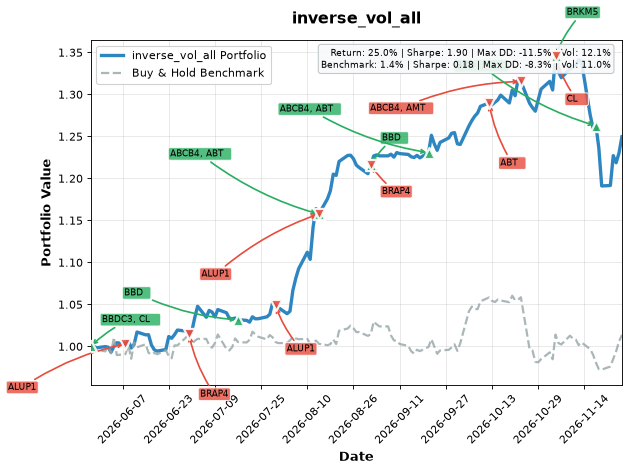 inverse_vol_all
BRKM5
inverse_vol_all Portfolio
Buy & Hold Benchmark
Return: 25.0% | Sharpe: 1.90 | Max DD: -11.5% | Vol: 12.1%
Benchmark: 1.4% | Sharpe: 0.18 | Max DD: -8.3% | Vol: 11.0%
CL
ABCB4, ABT
ABCB4, AMT
BBD
ABCB4, ABT
ABT
BRAP4
ALUP1
BBD
BBDC3, CL
ALUP1
ALUP1
BRAP4
1.35
1.30
1.25
1.20
1.15
1.10
1.05
1.00
Portfolio Value
2026-06-07
2026-06-23
2026-07-09
2026-07-25
2026-08-10
2026-08-26
2026-09-11
2026-09-27
2026-10-13
2026-10-29
2026-11-14
Date